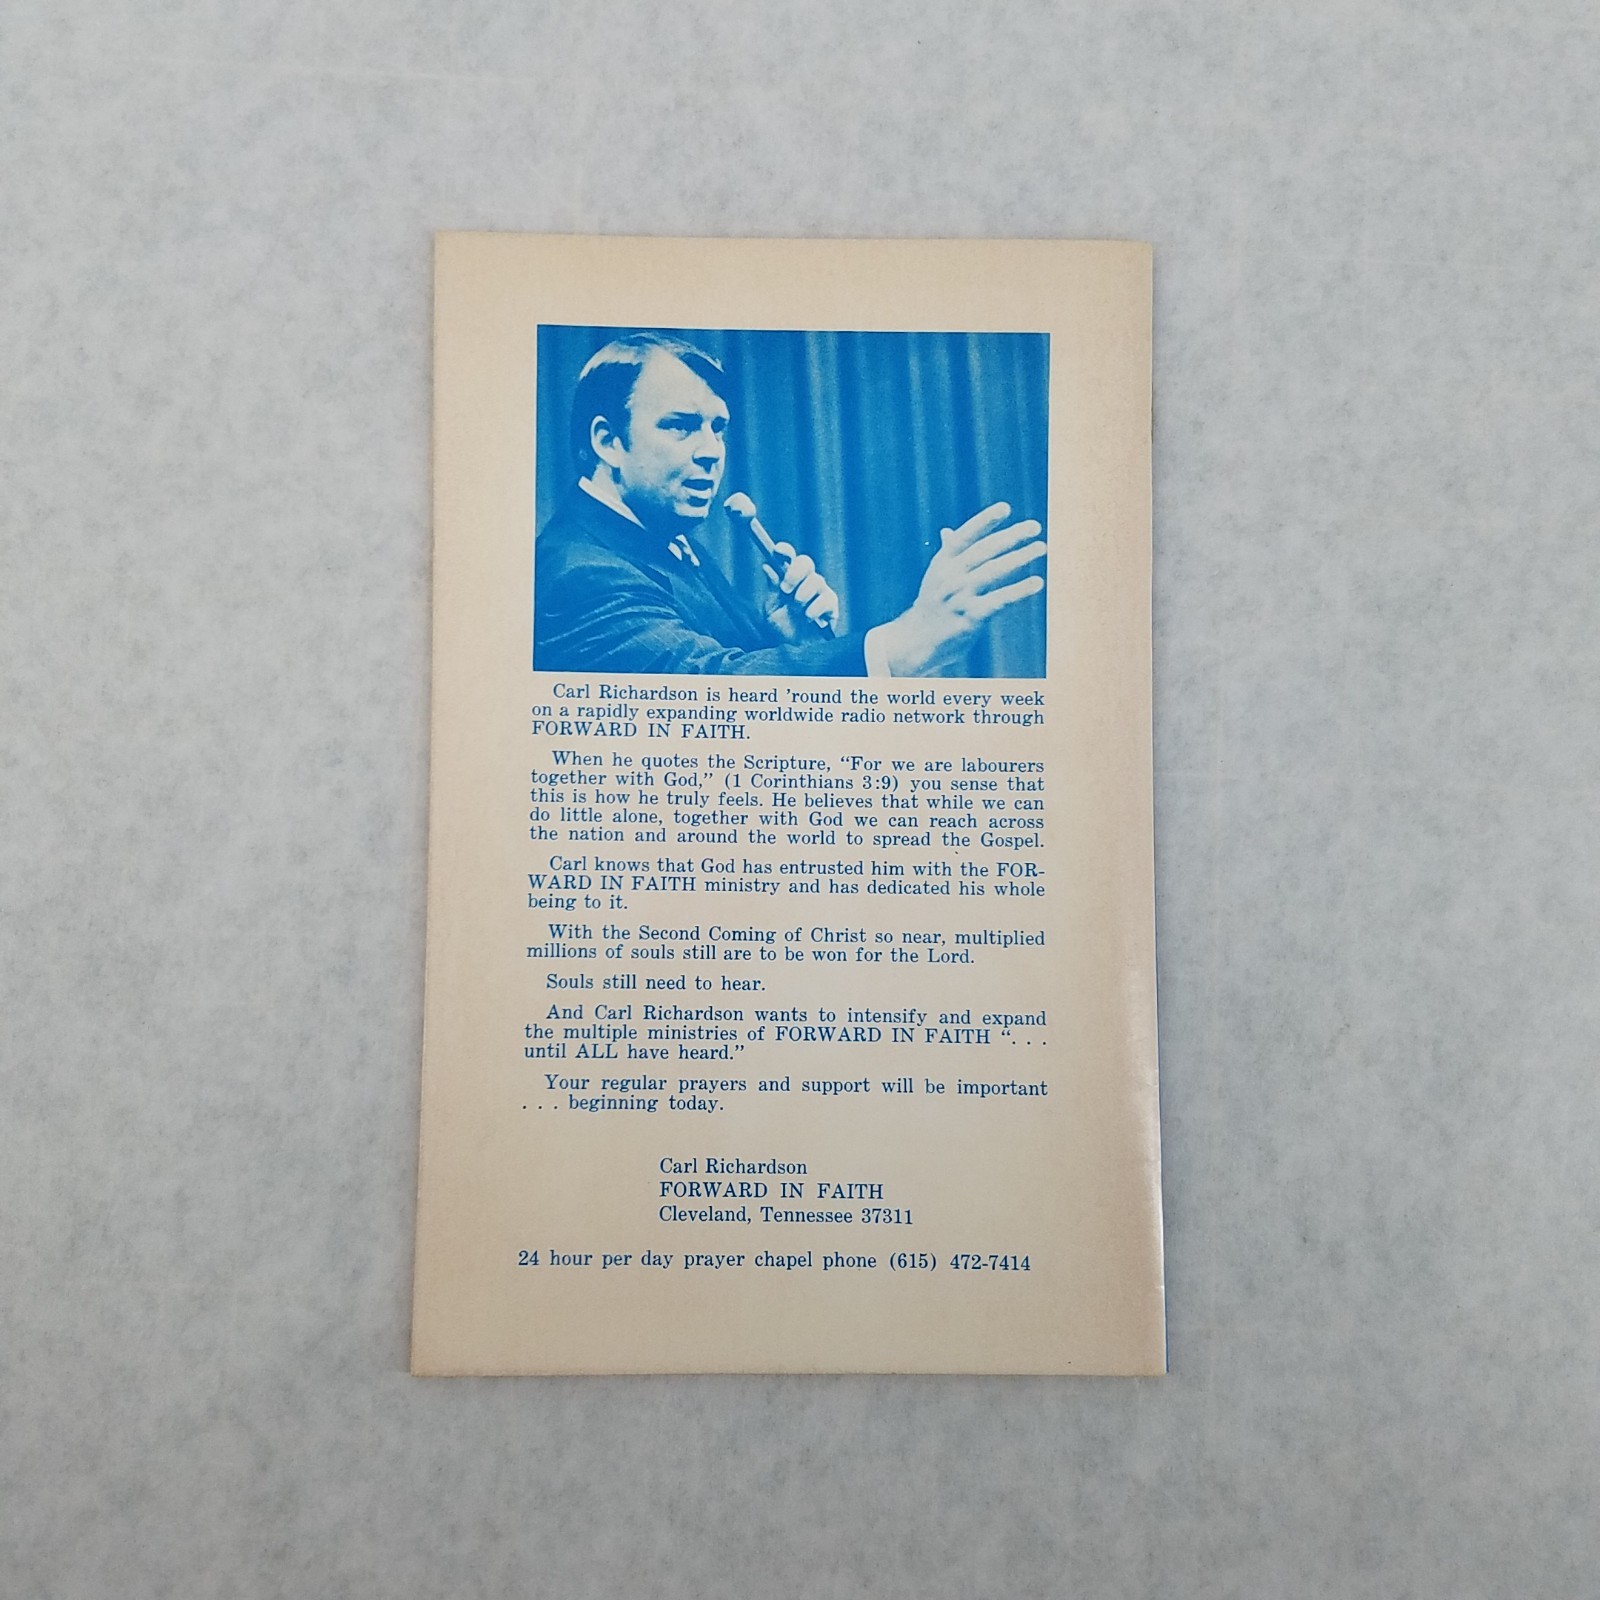 Carl Richardson is heard 'round the world every week
on a rapidly expanding worldwide radio network through
FORWARD IN FAITH.
When he quotes the Scripture, “For we are labourers
together with God,” (1 Corinthians 3:9) you sense that
this is how he truly feels. He believes that while we can
do little alone, together with God we can reach across
the nation and around the world to spread the Gospel.
Carl knows that God has entrusted him with the FOR-
WARD IN FAITH ministry and has dedicated his whole
being to it.
With the Second Coming of Christ so near, multiplied
millions of souls still are to be won for the Lord.
Souls still need to hear.
And Carl Richardson wants to intensify and expand
the multiple ministries of FORWARD IN FAITH “. . .
until ALL have heard.”
Your regular prayers and support will be important
. . . beginning today.
Carl Richardson
FORWARD IN FAITH
Cleveland, Tennessee 37311
24 hour per day prayer chapel phone (615) 472-7414